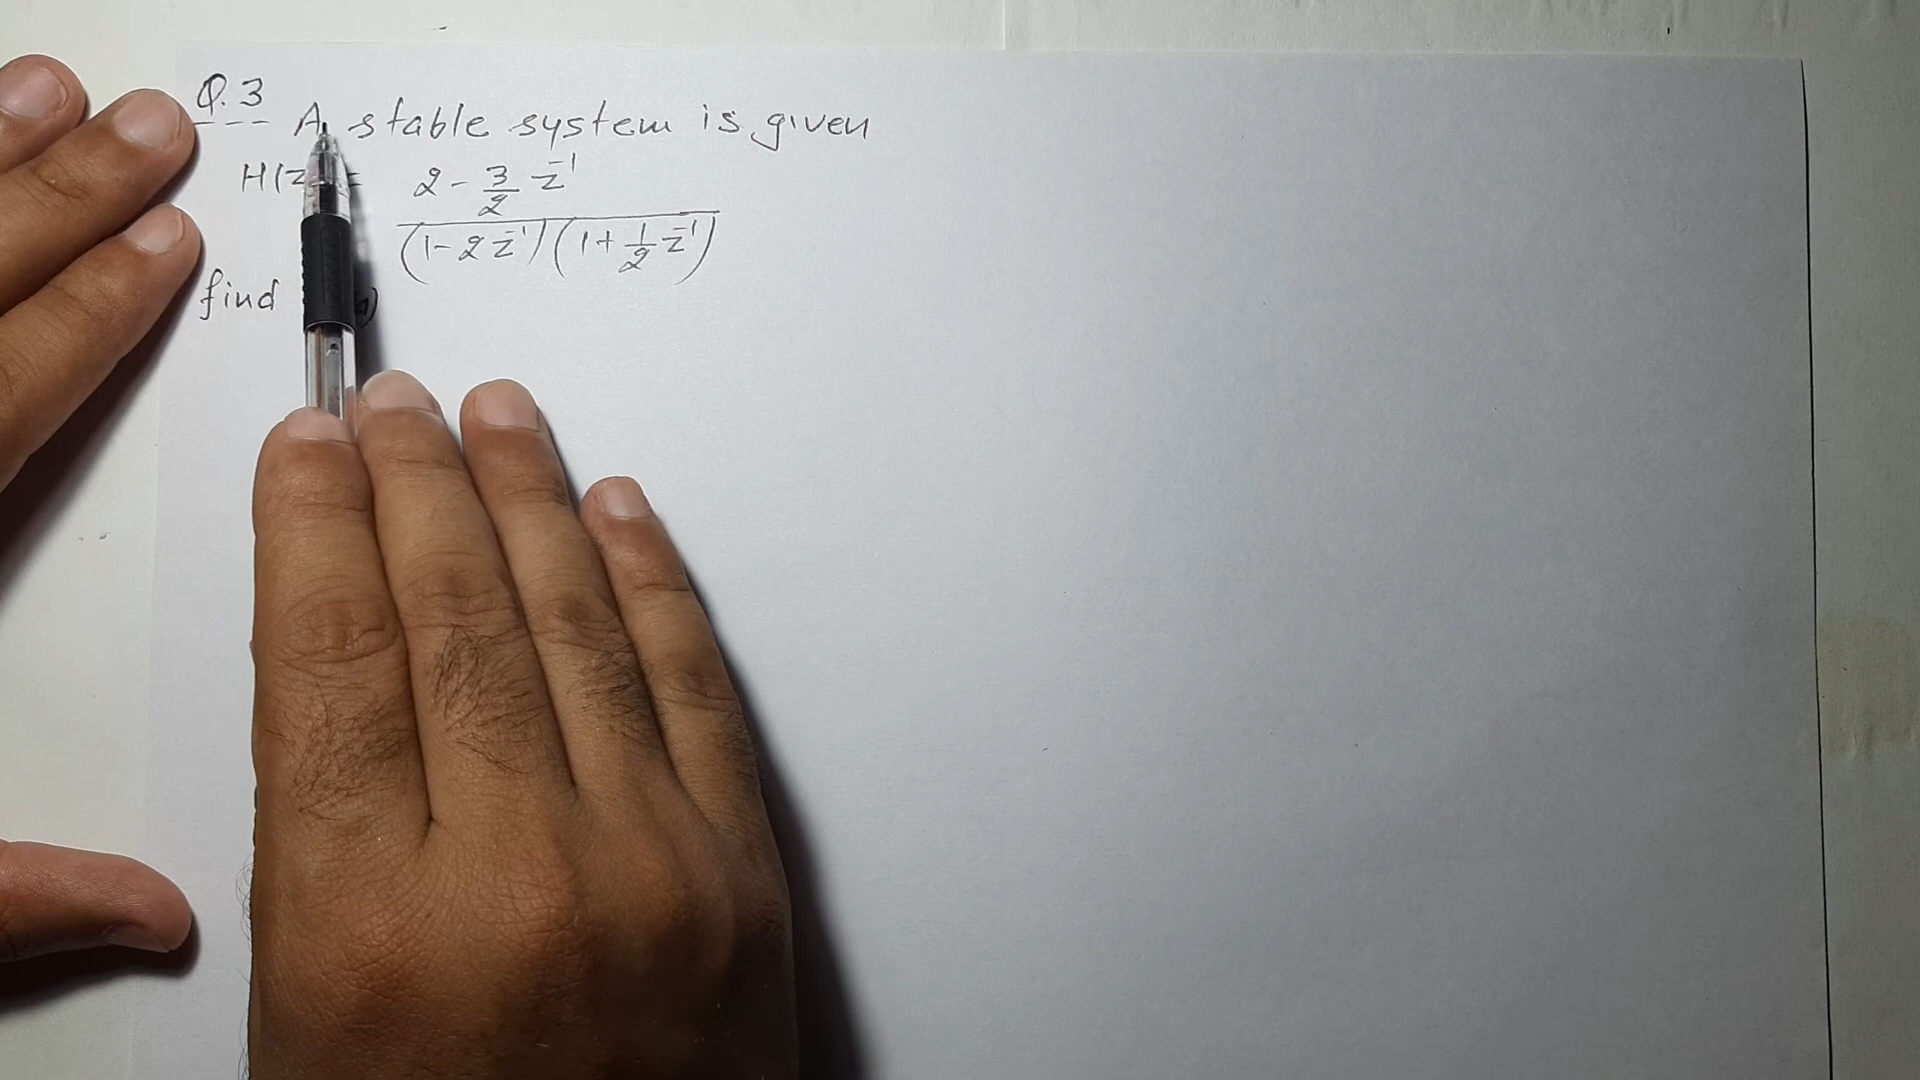 Q.3
A stable system is given
H(z = 2 - 3/2 z^-1
(1 - 2z^-1)(1 + 1/2 z^-1)
find